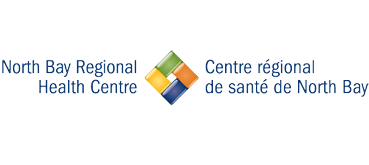 North Bay Regional
Health Centre
Centre régional
de santé de North Bay